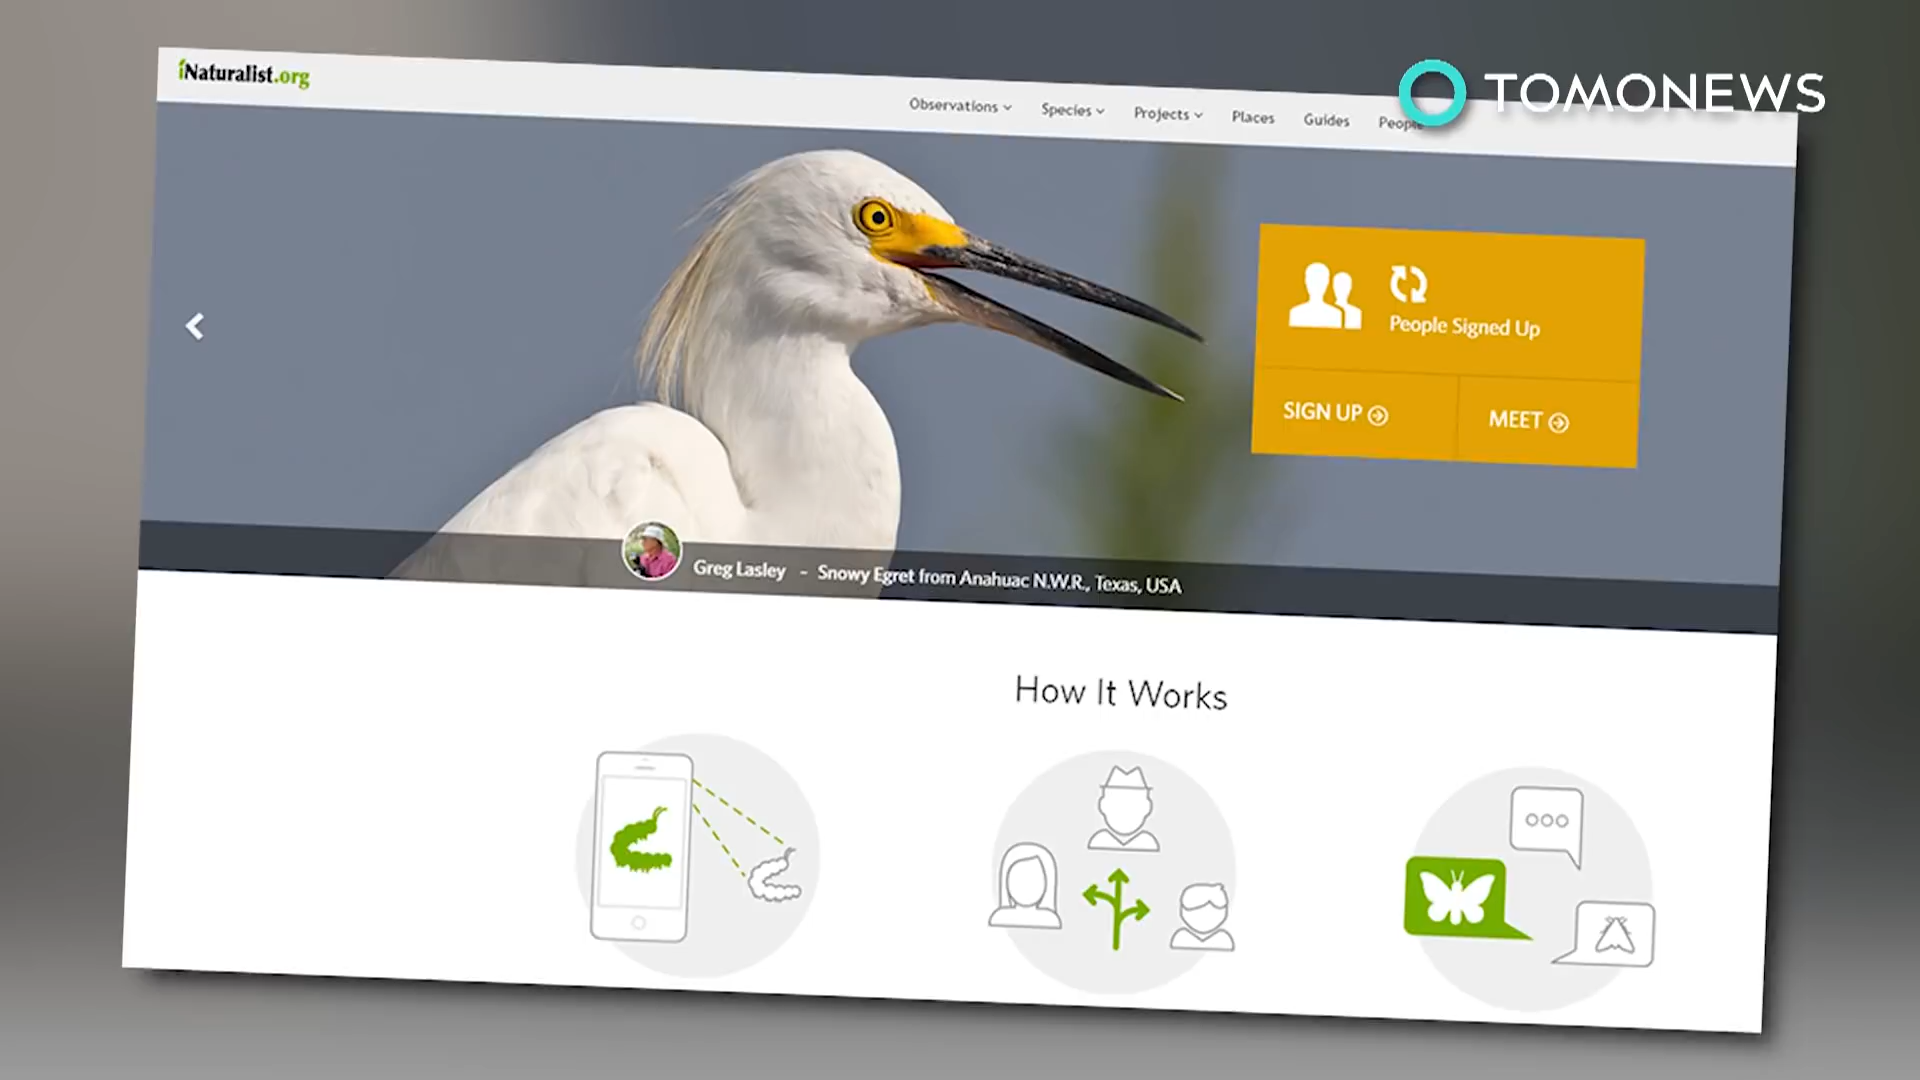 iNaturalist.org
TOMONEWS
Observations
Species
Projects
Places
Guides
People
People Signed Up
SIGN UP
MEET
Greg Lasley - Snowy Egret from Anahuac N.W.R., Texas, USA
How It Works